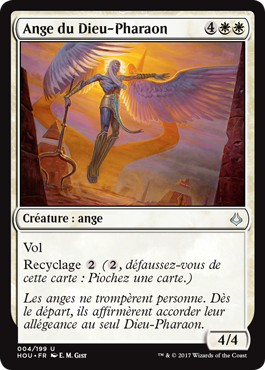 Ange du Dieu-Pharaon 4
Créature : ange
Vol
Recyclage 2 (2, défaussez-vous de
cette carte : Piochez une carte.)
Les anges ne trompèrent personne. Dès
le départ, ils affirmèrent accorder leur
allégeance au seul Dieu-Pharaon.
4/4
004/199 U
HOU • FR E. M. Gist
™ & © 2017 Wizards of the Coast